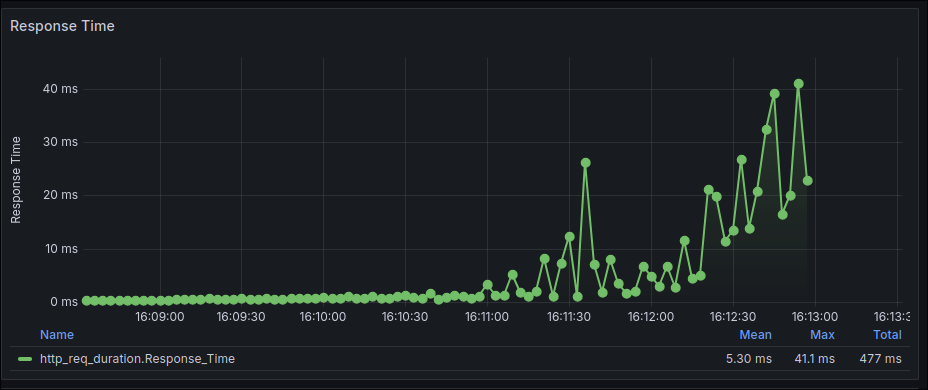 Response Time
Response Time
40 ms
30 ms
20 ms
10 ms
0 ms
16:09:00 16:09:30 16:10:00 16:10:30 16:11:00 16:11:30 16:12:00 16:12:30 16:13:00 16:13:3
Name Mean Max Total
http_req_duration.Response_Time 5.30 ms 41.1 ms 477 ms